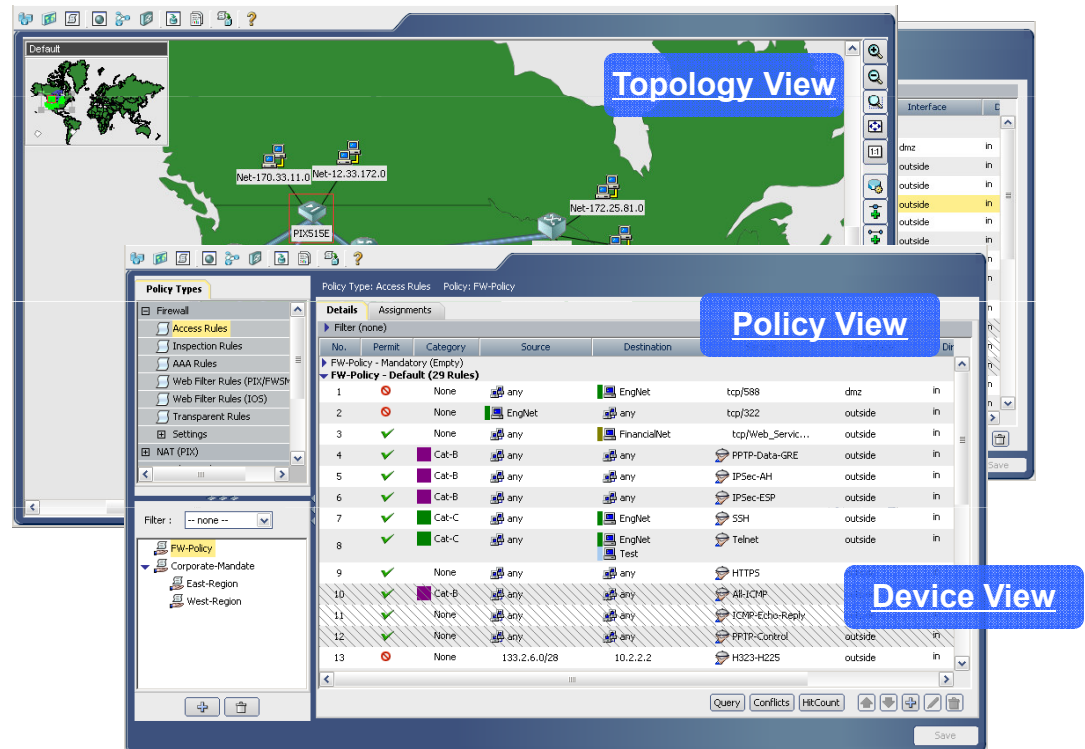 Default
Topology View
Interface
D
Net-170.33.11.0
Net-12.33.172.0
Net-172.25.81.0
PIX515E
1:1
dmz in
outside in
outside in
outside in
outside in
outside in
Save
Policy Types
Firewall
Access Rules
Inspection Rules
AAA Rules
Web Filter Rules (PIX/FWSM
Web Filter Rules (IOS)
Transparent Rules
Settings
NAT (PIX)
Filter : -- none --
FW-Policy
Corporate-Mandate
East-Region
West-Region
Policy Type: Access Rules Policy: FW-Policy
Details Assignments
Policy View
Filter (none)
No. Permit Category Source Destination Dir
FW-Policy - Mandatory (Empty)
FW-Policy - Default (29 Rules)
1 None any EngNet tcp/588 dmz in
2 None EngNet any tcp/322 outside in
3 None any FinancialNet tcp/Web_Servic... outside in
4 Cat-B any any PPTP-Data-GRE outside in
5 Cat-B any any IPSec-AH outside in
6 Cat-B any any IPSec-ESP outside in
7 Cat-C any EngNet SSH outside in
8 Cat-C any EngNet Telnet outside in
Test
9 None any any HTTPS
10 Cat-B any any All-ICMP
11 None any any ICMP-Echo-Reply
12 None any any PPTP-Control outside in
13 None 133.2.6.0/28 10.2.2.2 H323-H225 outside in
Device View
Query Conflicts HitCount
Save